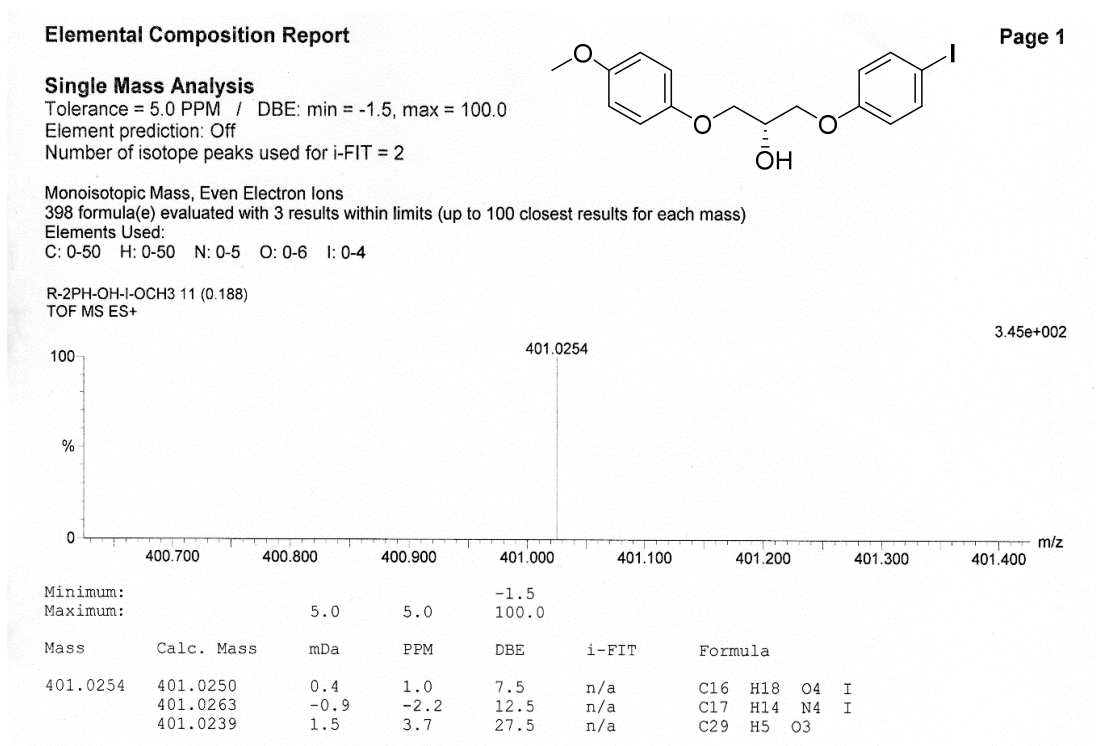 Elemental Composition Report
Page 1
Single Mass Analysis
Tolerance = 5.0 PPM / DBE: min = -1.5, max = 100.0
Element prediction: Off
Number of isotope peaks used for i-FIT = 2
O
O
OH
O
I
Monoisotopic Mass, Even Electron Ions
398 formula(e) evaluated with 3 results within limits (up to 100 closest results for each mass)
Elements Used:
C: 0-50 H: 0-50 N: 0-5 O: 0-6 I: 0-4
R-2PH-OH-I-OCH3 11 (0.188)
TOF MS ES+
3.45e+002
401.0254
100
%
0
400.700 400.800 400.900 401.000 401.100 401.200 401.300 401.400 m/z
Minimum: -1.5
Maximum: 5.0 5.0 100.0
Mass Calc. Mass mDa PPM DBE i-FIT Formula
401.0254 401.0250 0.4 1.0 7.5 n/a C16 H18 O4 I
401.0263 -0.9 -2.2 12.5 n/a C17 H14 N4 I
401.0239 1.5 3.7 27.5 n/a C29 H5 O3